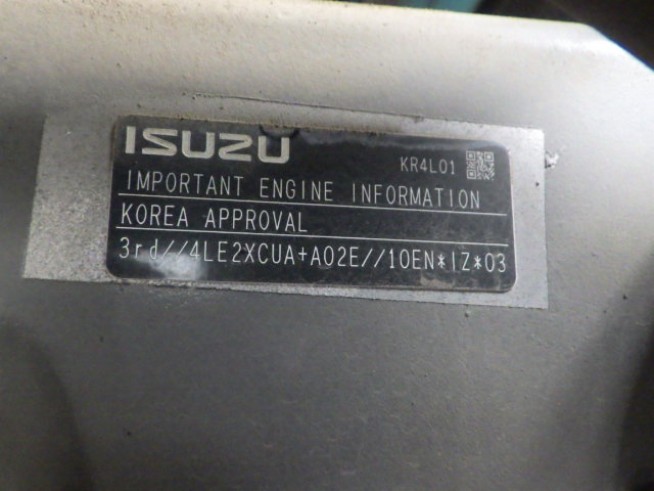 ISUZU
KR4L01
IMPORTANT ENGINE INFORMATION
KOREA APPROVAL
3rd//4LE2XCUA+A02E//10EN*IZ*03